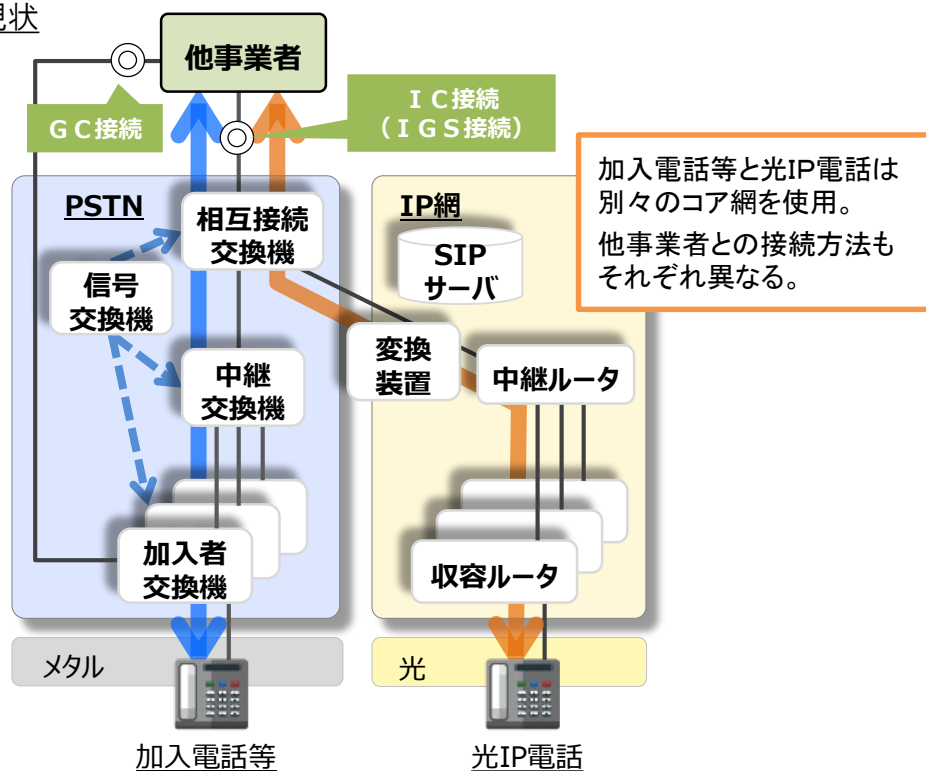 現状
他事業者
GC接続
IC接続
（IGS接続）
加入電話等と光IP電話は
別々のコア網を使用。
他事業者との接続方法も
それぞれ異なる。
PSTN
相互接続
交換機
信号
交換機
中継
交換機
加入者
交換機
IP網
SIP
サーバ
変換
装置
中継ルータ
収容ルータ
メタル
光
加入電話等
光IP電話